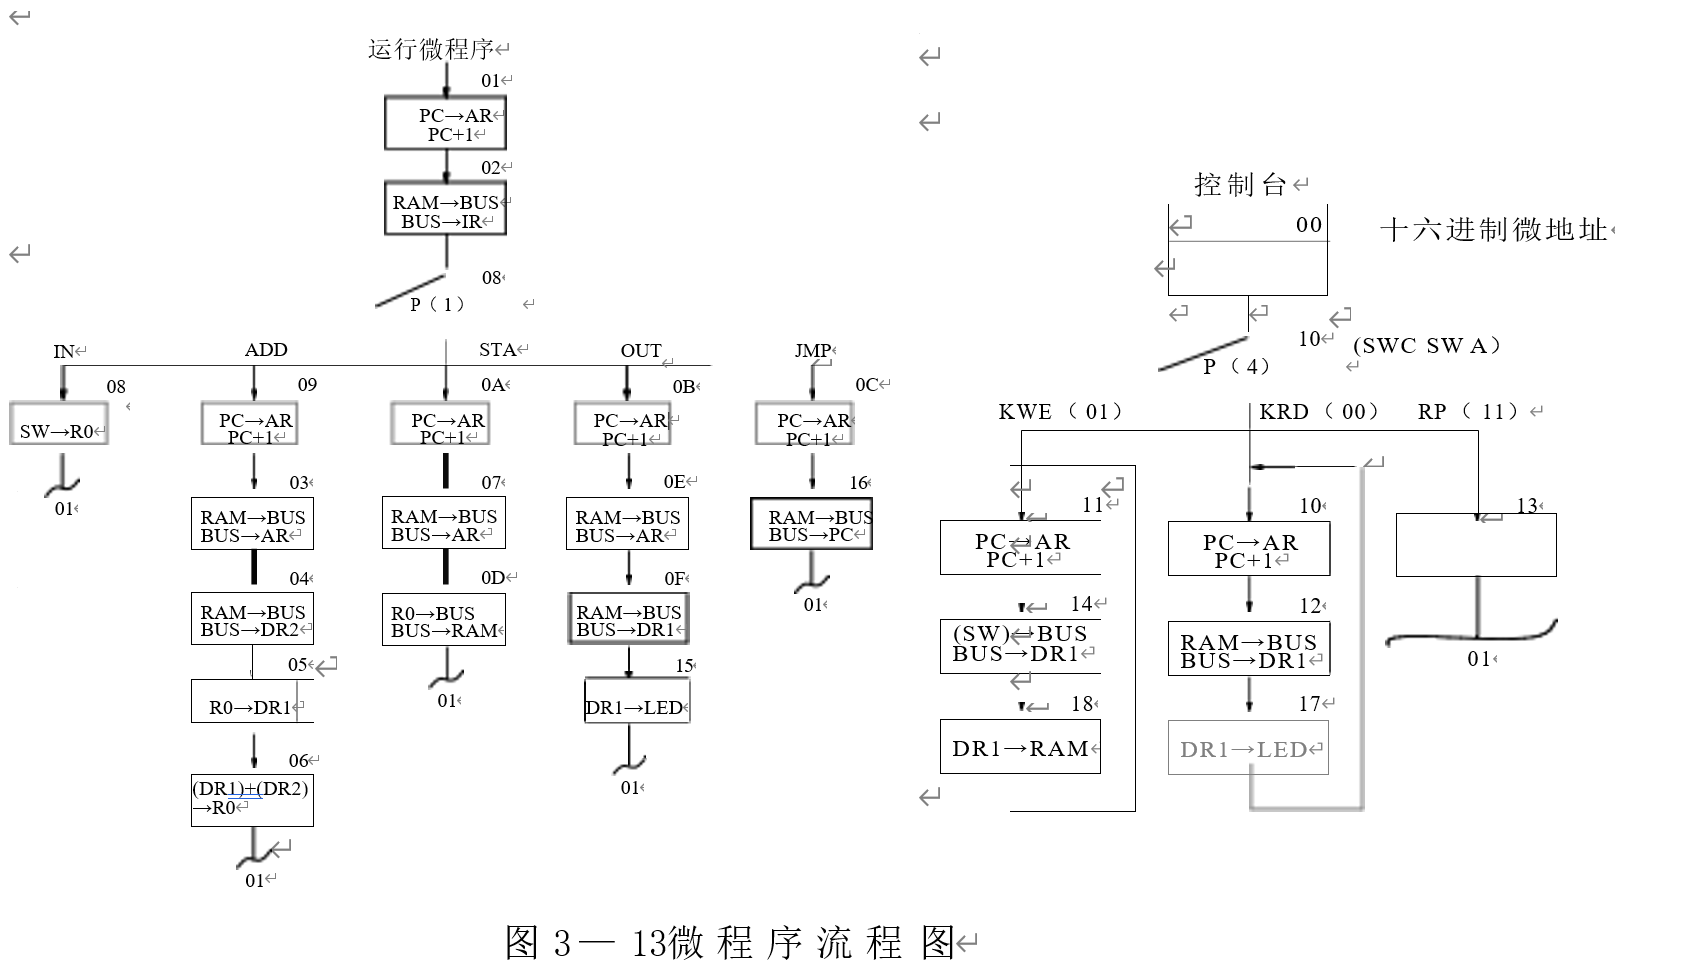 运行微程序
01
PC→AR
PC+1
02
RAM→BUS
BUS→IR
08
P（1）
IN
ADD
STA
OUT
JMP
08
SW→R0
01
09
PC→AR
PC+1
03
RAM→BUS
BUS→AR
04
RAM→BUS
BUS→DR2
05
R0→DR1
06
(DR1)+(DR2)
→R0
01
0A
PC→AR
PC+1
07
RAM→BUS
BUS→AR
0D
R0→BUS
BUS→RAM
01
0B
PC→AR
PC+1
0E
RAM→BUS
BUS→AR
0F
RAM→BUS
BUS→DR1
15
DR1→LED
01
0C
PC→AR
PC+1
16
RAM→BUS
BUS→PC
01
控制台
00
十六进制微地址
10
(SWC SWA）
P（4）
KWE（01）
KRD（00）
RP（11）
11
PC→AR
PC+1
14
(SW)→BUS
BUS→DR1
18
DR1→RAM
10
PC→AR
PC+1
12
RAM→BUS
BUS→DR1
17
DR1→LED
13
01
图3—13微程序流程图